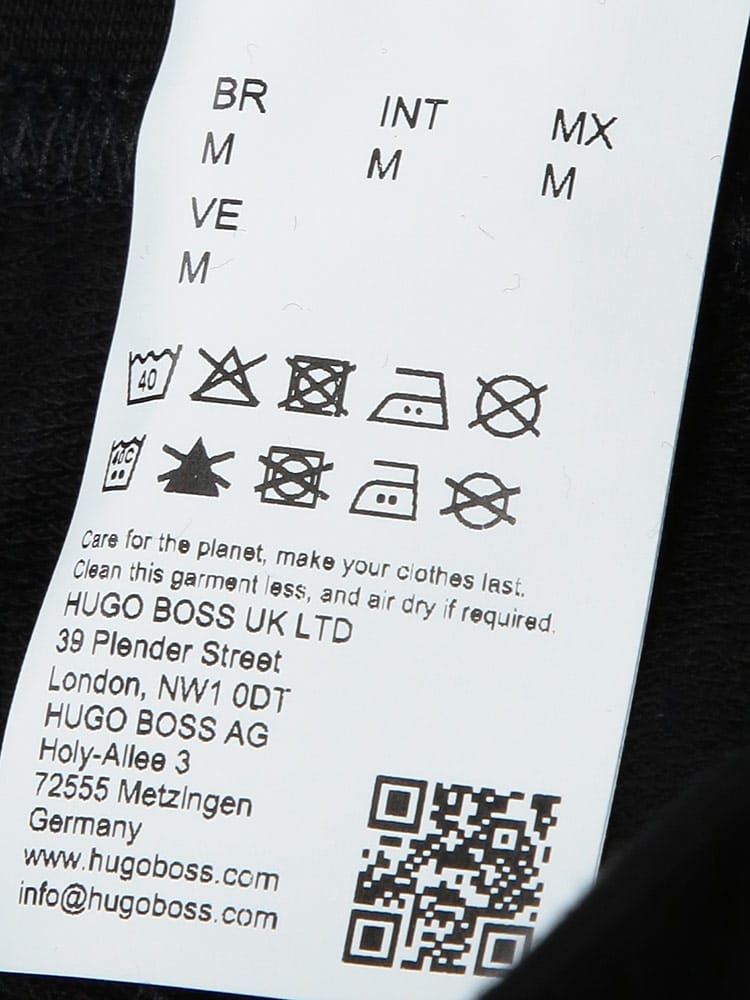 BR INT MX
M M M
VE
M
40
40C
Care for the planet, make your clothes last.
Clean this garment less, and air dry if required.
HUGO BOSS UK LTD
39 Plender Street
London, NW1 0DT
HUGO BOSS AG
Holy-Allee 3
72555 Metzingen
Germany
www.hugoboss.com
info@hugoboss.com